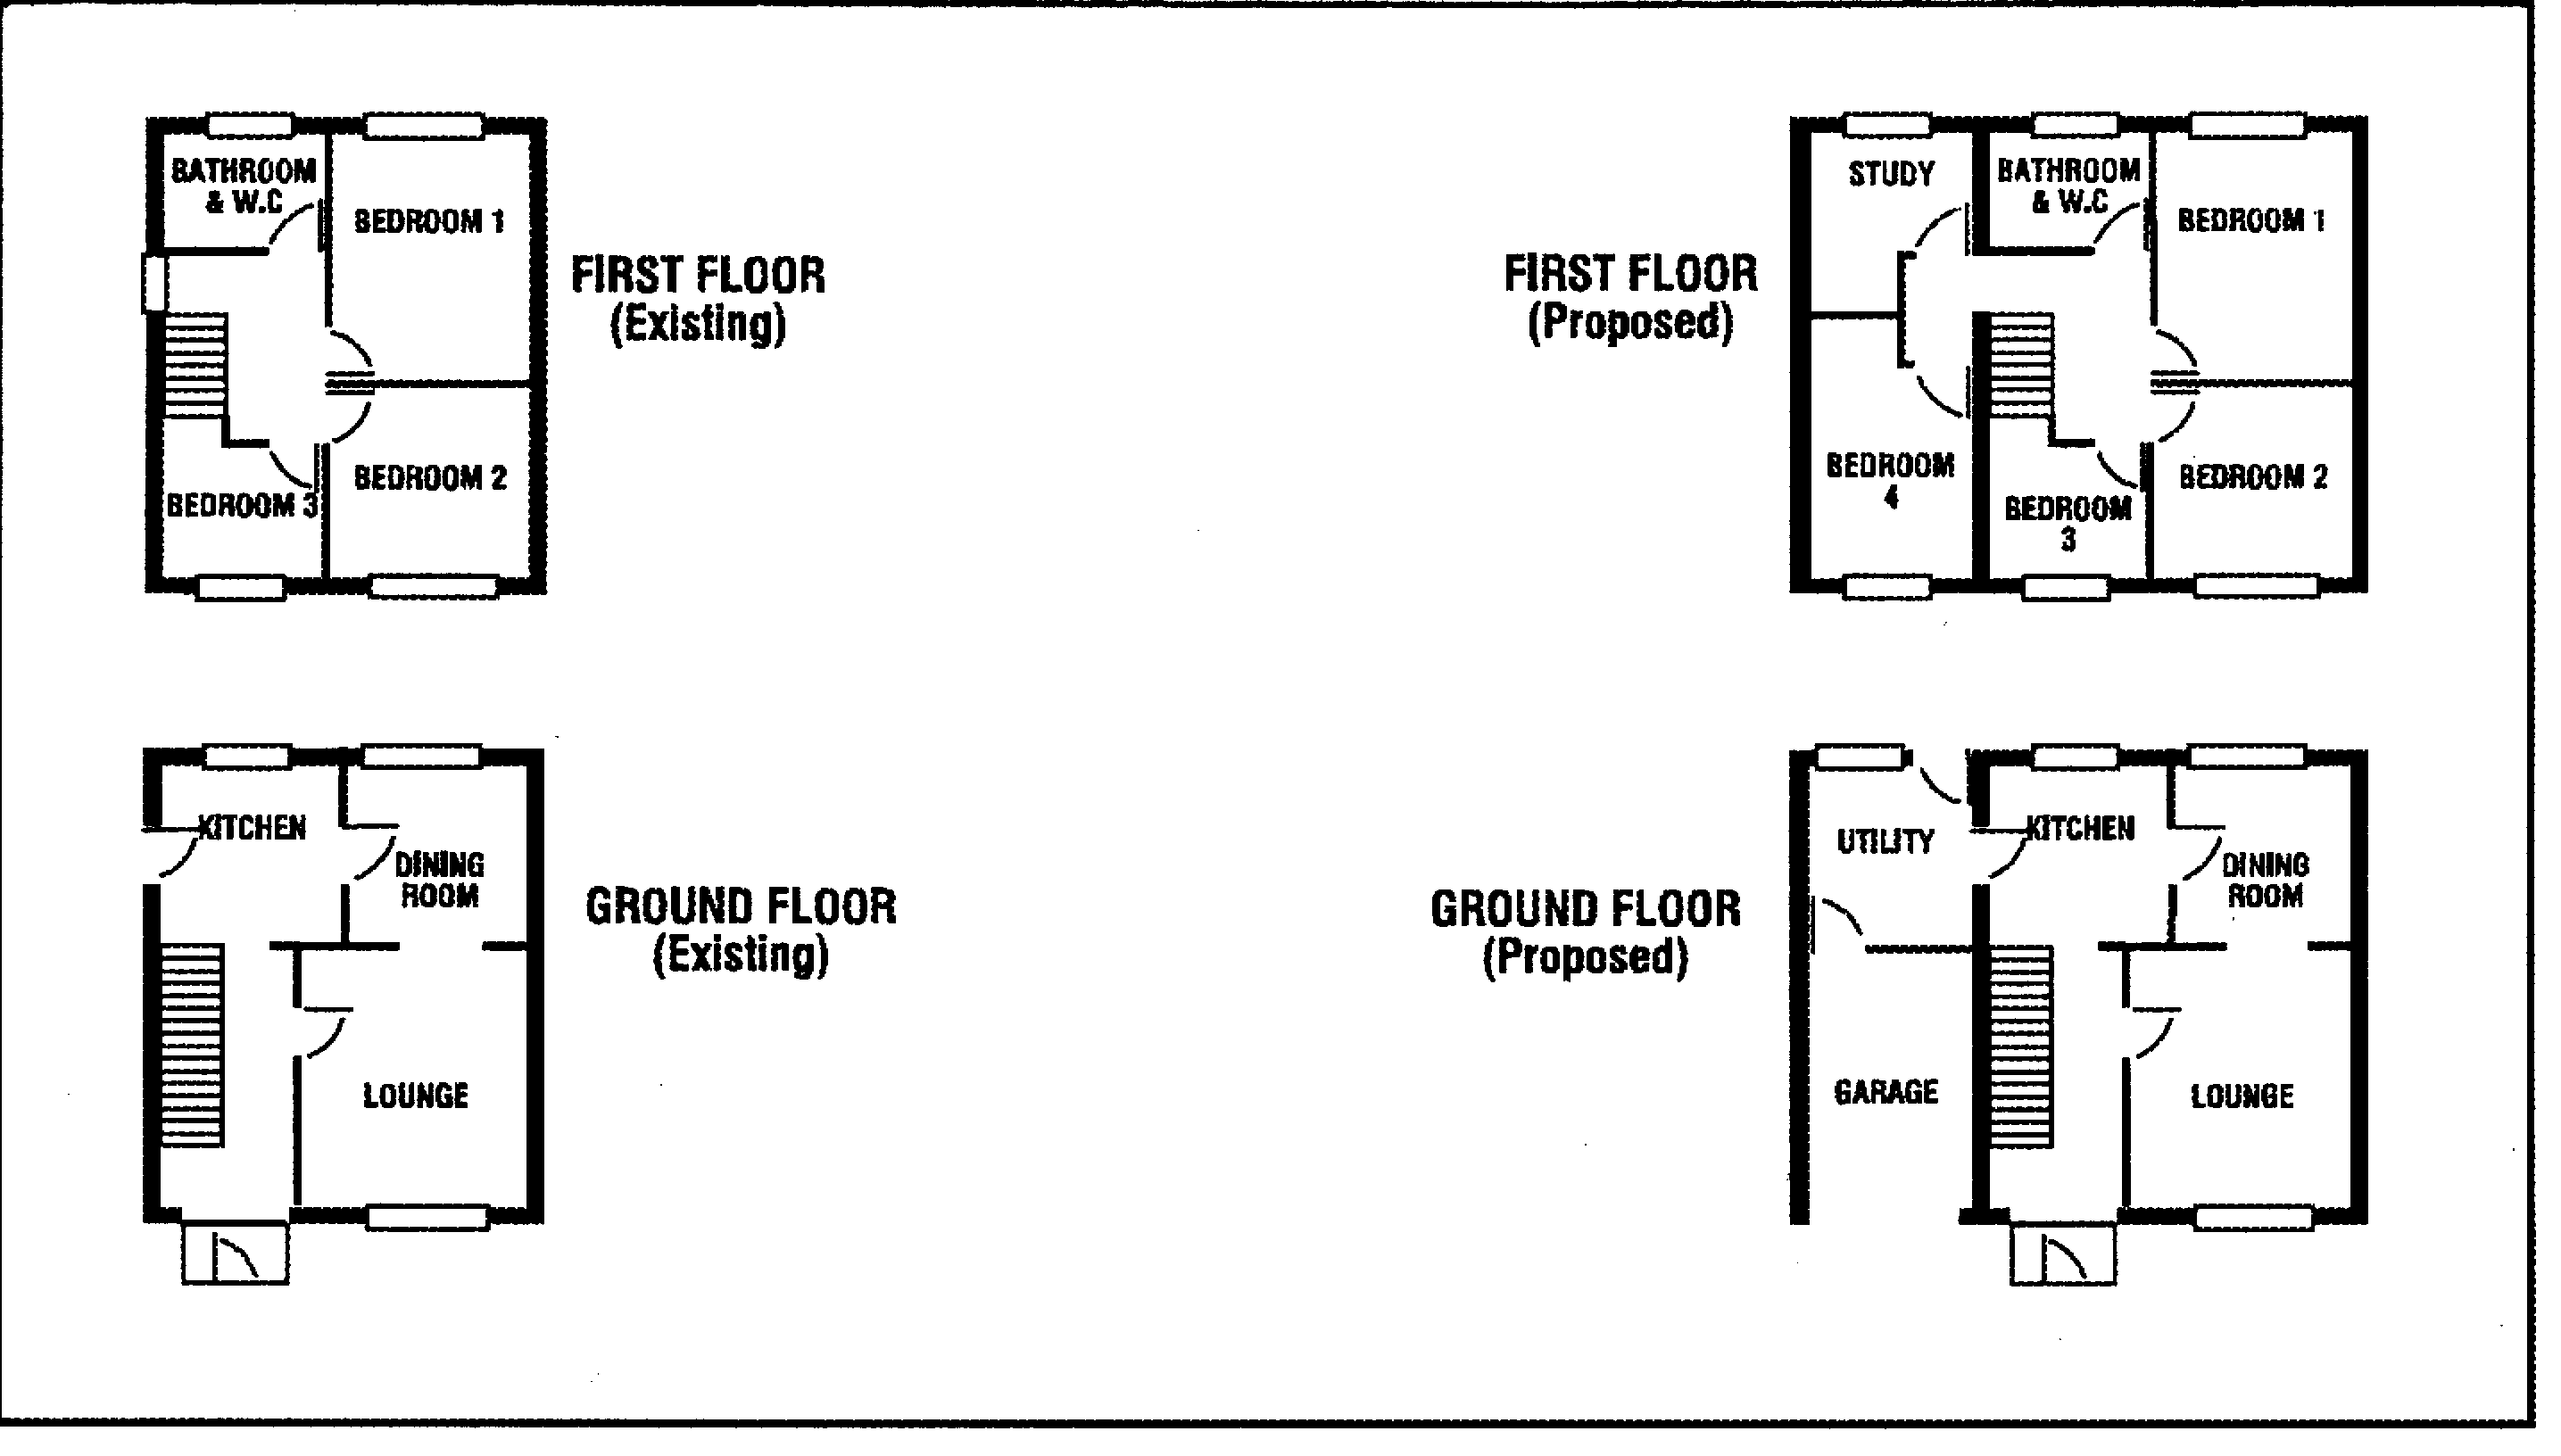 BATHROOM
& W.C
BEDROOM 1
BEDROOM 3
BEDROOM 2
FIRST FLOOR
(Existing)
FIRST FLOOR
(Proposed)
STUDY
BATHROOM
& W.C
BEDROOM 1
BEDROOM
4
BEDROOM
3
BEDROOM 2
KITCHEN
DINING
ROOM
LOUNGE
GROUND FLOOR
(Existing)
GROUND FLOOR
(Proposed)
UTILITY
KITCHEN
DINING
ROOM
GARAGE
LOUNGE